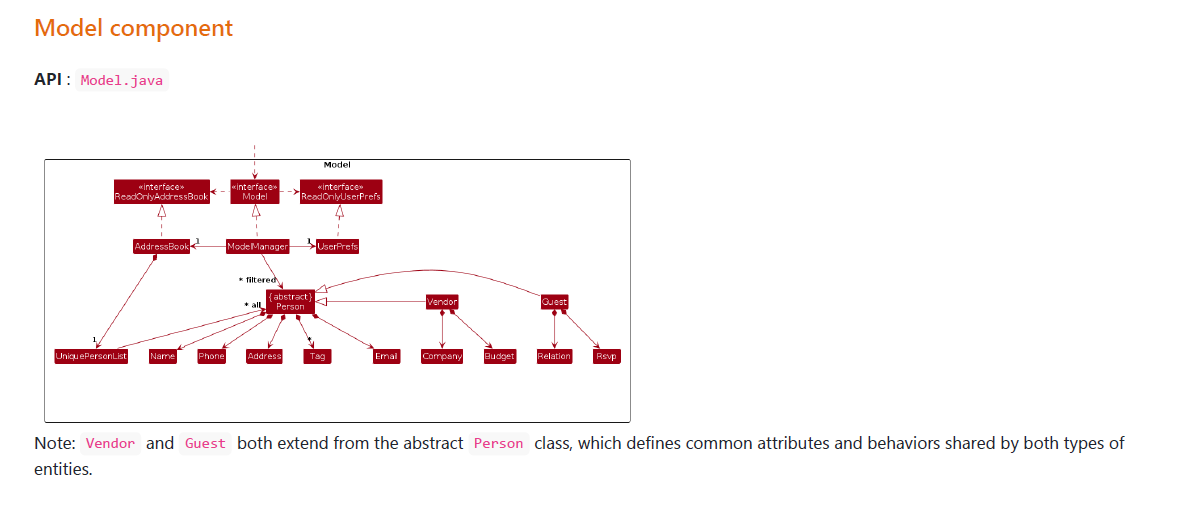 Model component
API : Model.java
Model
«interface»
ReadOnlyAddressBook
«interface»
Model
«interface»
ReadOnlyUserPrefs
AddressBook
1
ModelManager
1
UserPrefs
* filtered
{abstract}
Person
* all
Vendor
Guest
1
*
UniquePersonList
Name
Phone
Address
Tag
Email
Company
Budget
Relation
Rsvp
Note: Vendor and Guest both extend from the abstract Person class, which defines common attributes and behaviors shared by both types of
entities.